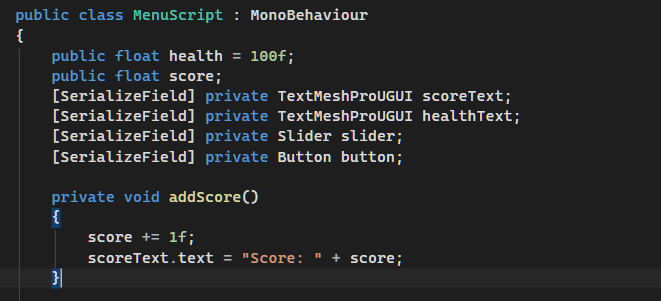 public class MenuScript : MonoBehaviour
{
public float health = 100f;
public float score;
[SerializeField] private TextMeshProUGUI scoreText;
[SerializeField] private TextMeshProUGUI healthText;
[SerializeField] private Slider slider;
[SerializeField] private Button button;
private void addScore()
{
score += 1f;
scoreText.text = "Score: " + score;
}